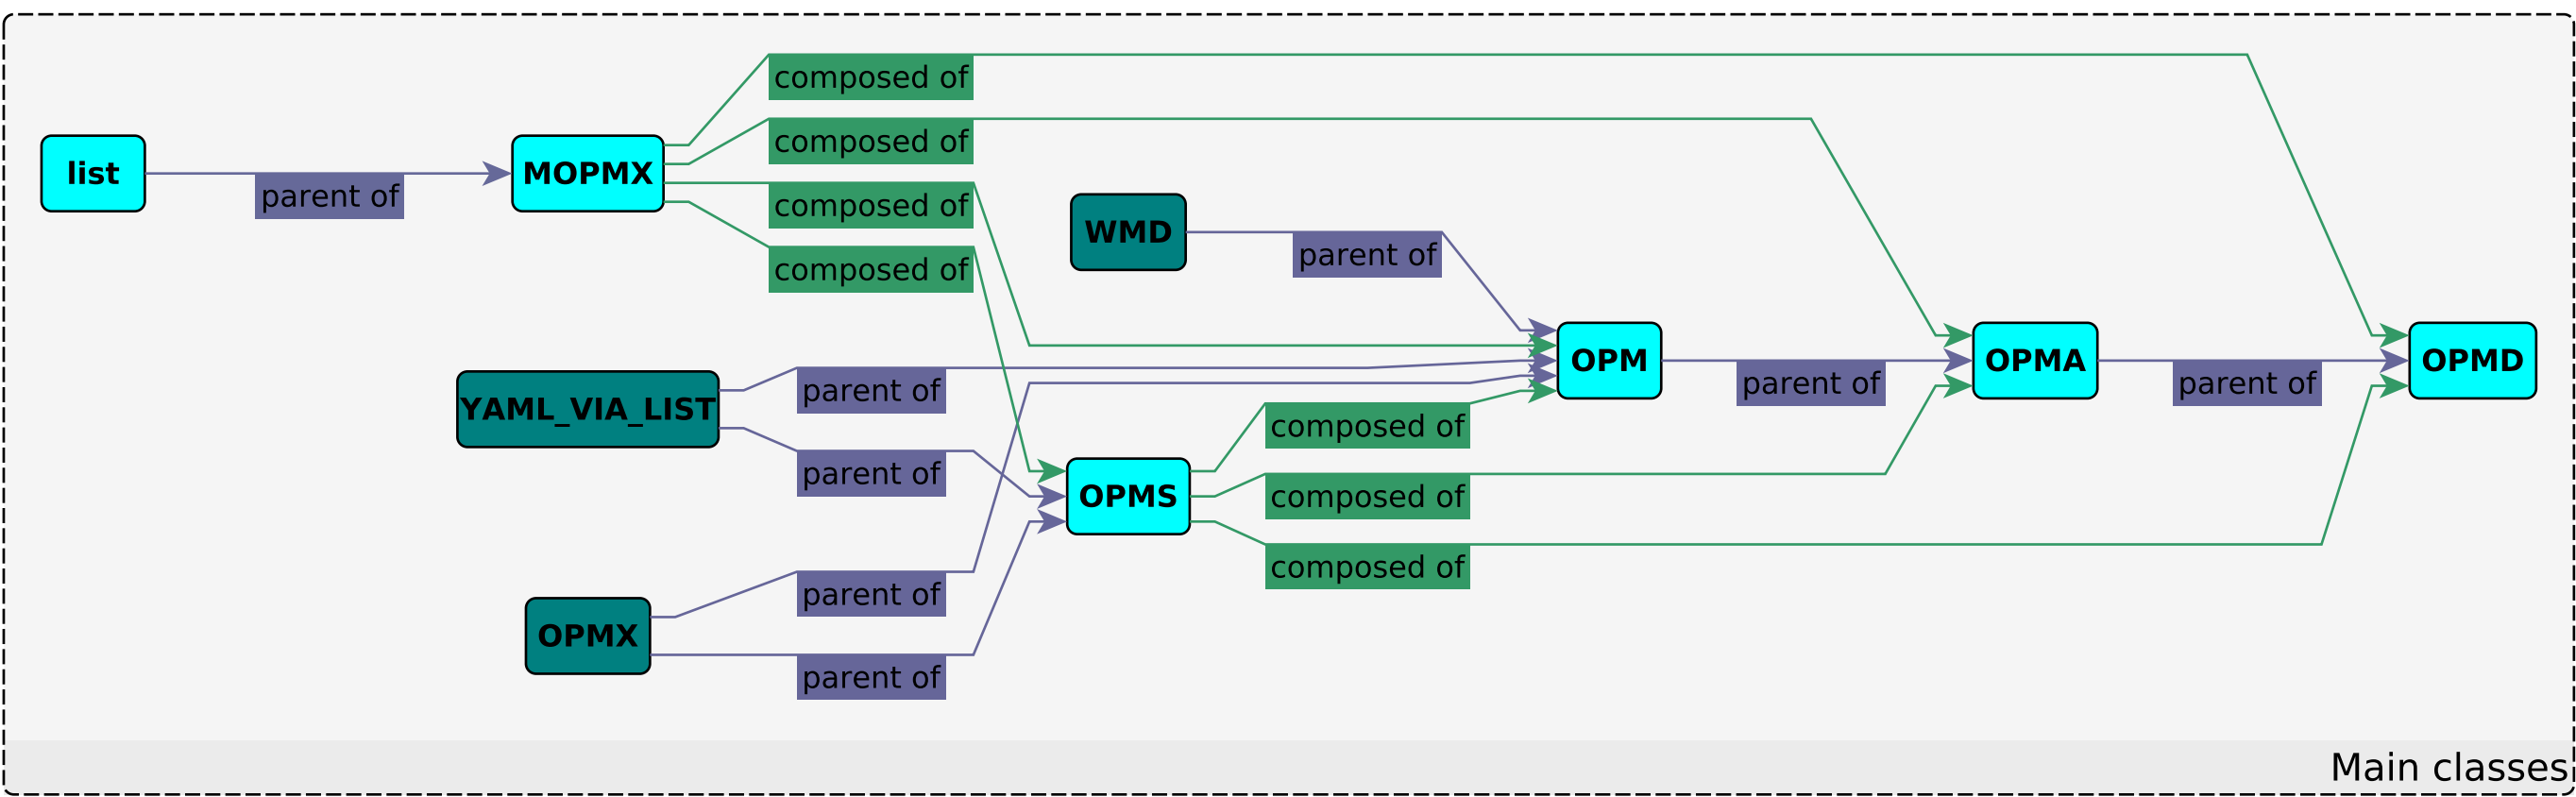 composed of
composed of
list
parent of
MOPMX
composed of
composed of
WMD
parent of
YAML_VIA_LIST
parent of
parent of
OPM
parent of
OPMA
parent of
OPMD
composed of
OPMS
composed of
composed of
OPMX
parent of
parent of
Main classes